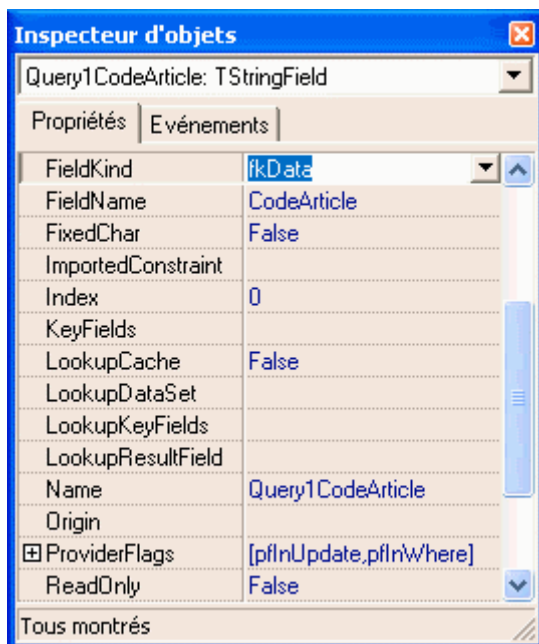 Inspecteur d'objets
Query1CodeArticle: TStringField
Propriétés Evénements
FieldKind fkData
FieldName CodeArticle
FixedChar False
ImportedConstraint
Index 0
KeyFields
LookupCache False
LookupDataSet
LookupKeyFields
LookupResultField
Name Query1CodeArticle
Origin
ProviderFlags [pfInUpdate,pfInWhere]
ReadOnly False
Tous montrés